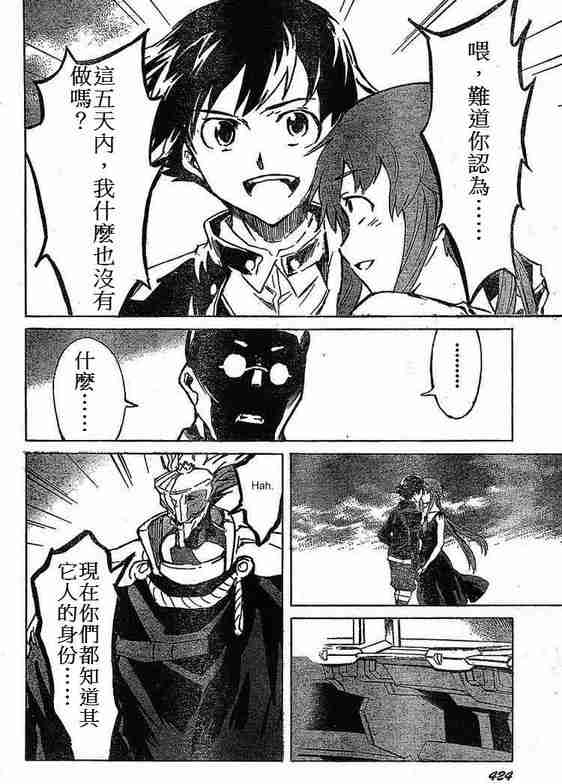 喂，難道你認為……
這五天內，我什麼也沒有
做嗎？
………
什麼……
Hah.
現在你們都知道其
它人的身份……
424